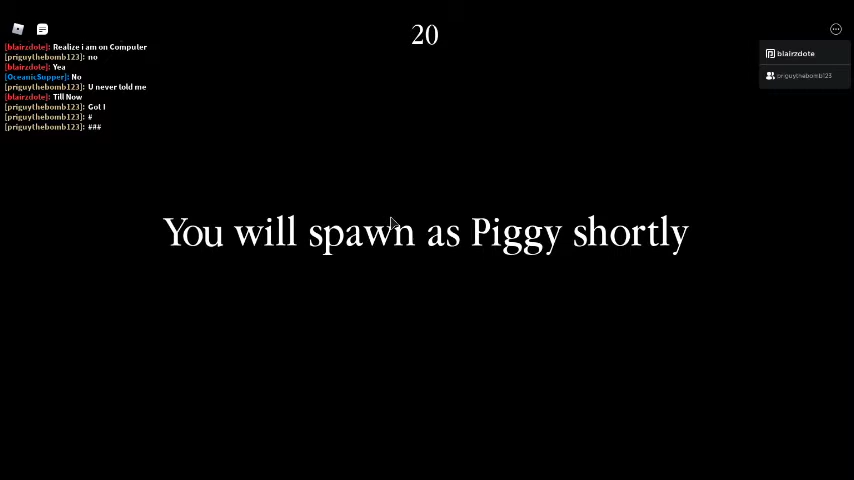 20
[blairzdote]: Realize i am on Computer
[priguythebomb123]: no
[blairzdote]: Yea
[OceanicSupper]: No
[priguythebomb123]: U never told me
[blairzdote]: Till Now
[priguythebomb123]: Got I
[priguythebomb123]: #
[priguythebomb123]: ###
blairzdote
priguythebomb123
You will spawn as Piggy shortly